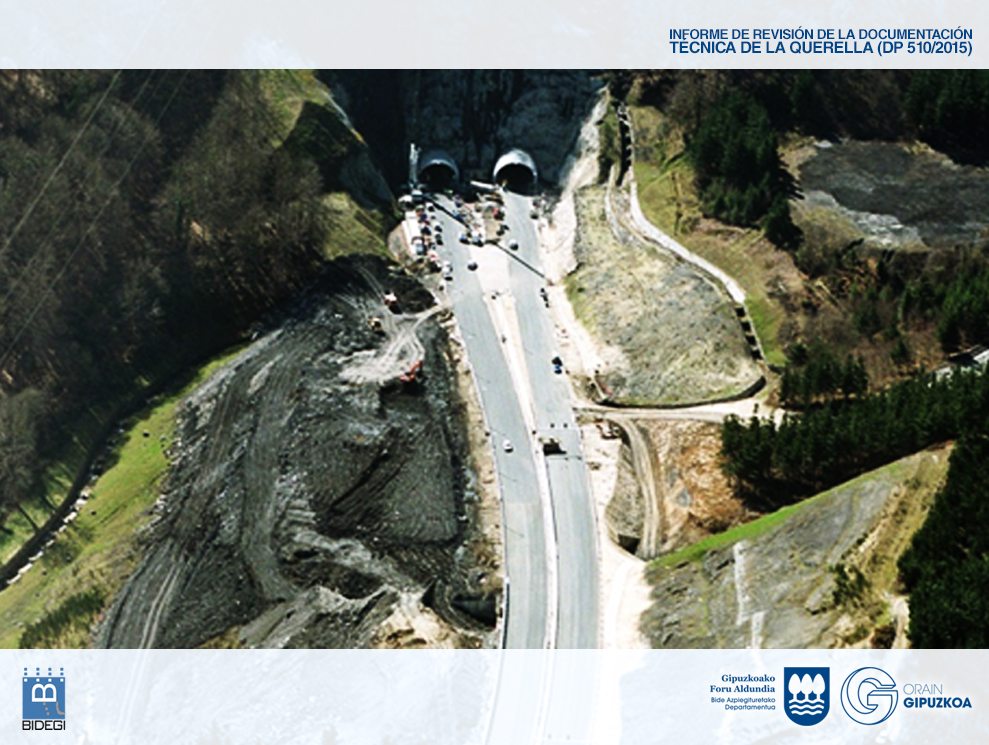 INFORME DE REVISIÓN DE LA DOCUMENTACIÓN
TÉCNICA DE LA QUERELLA (DP 510/2015)
BIDEGI
Gipuzkoako
Foru Aldundia
Bide Azpiegituretako
Departamentua
ORAIN
GIPUZKOA